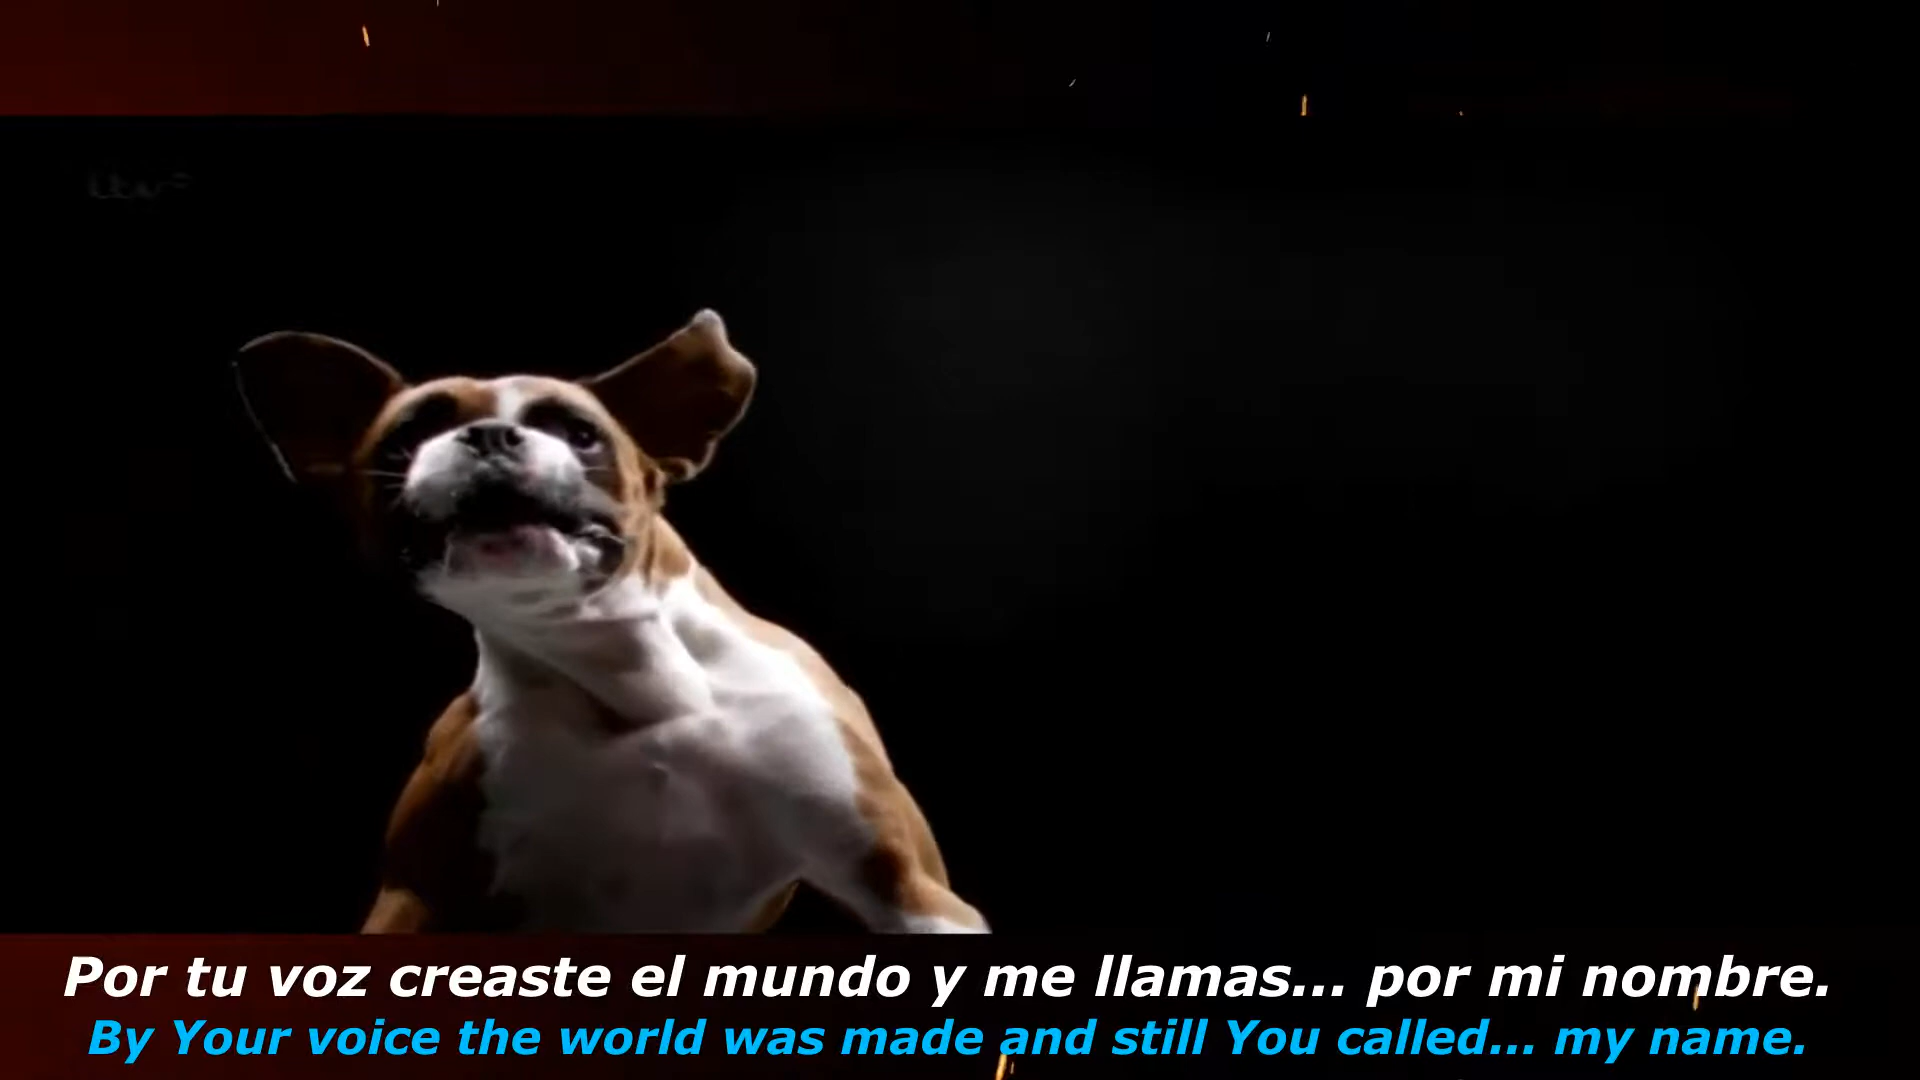 Por tu voz creaste el mundo y me llamas... por mi nombre.
By Your voice the world was made and still You called... my name.